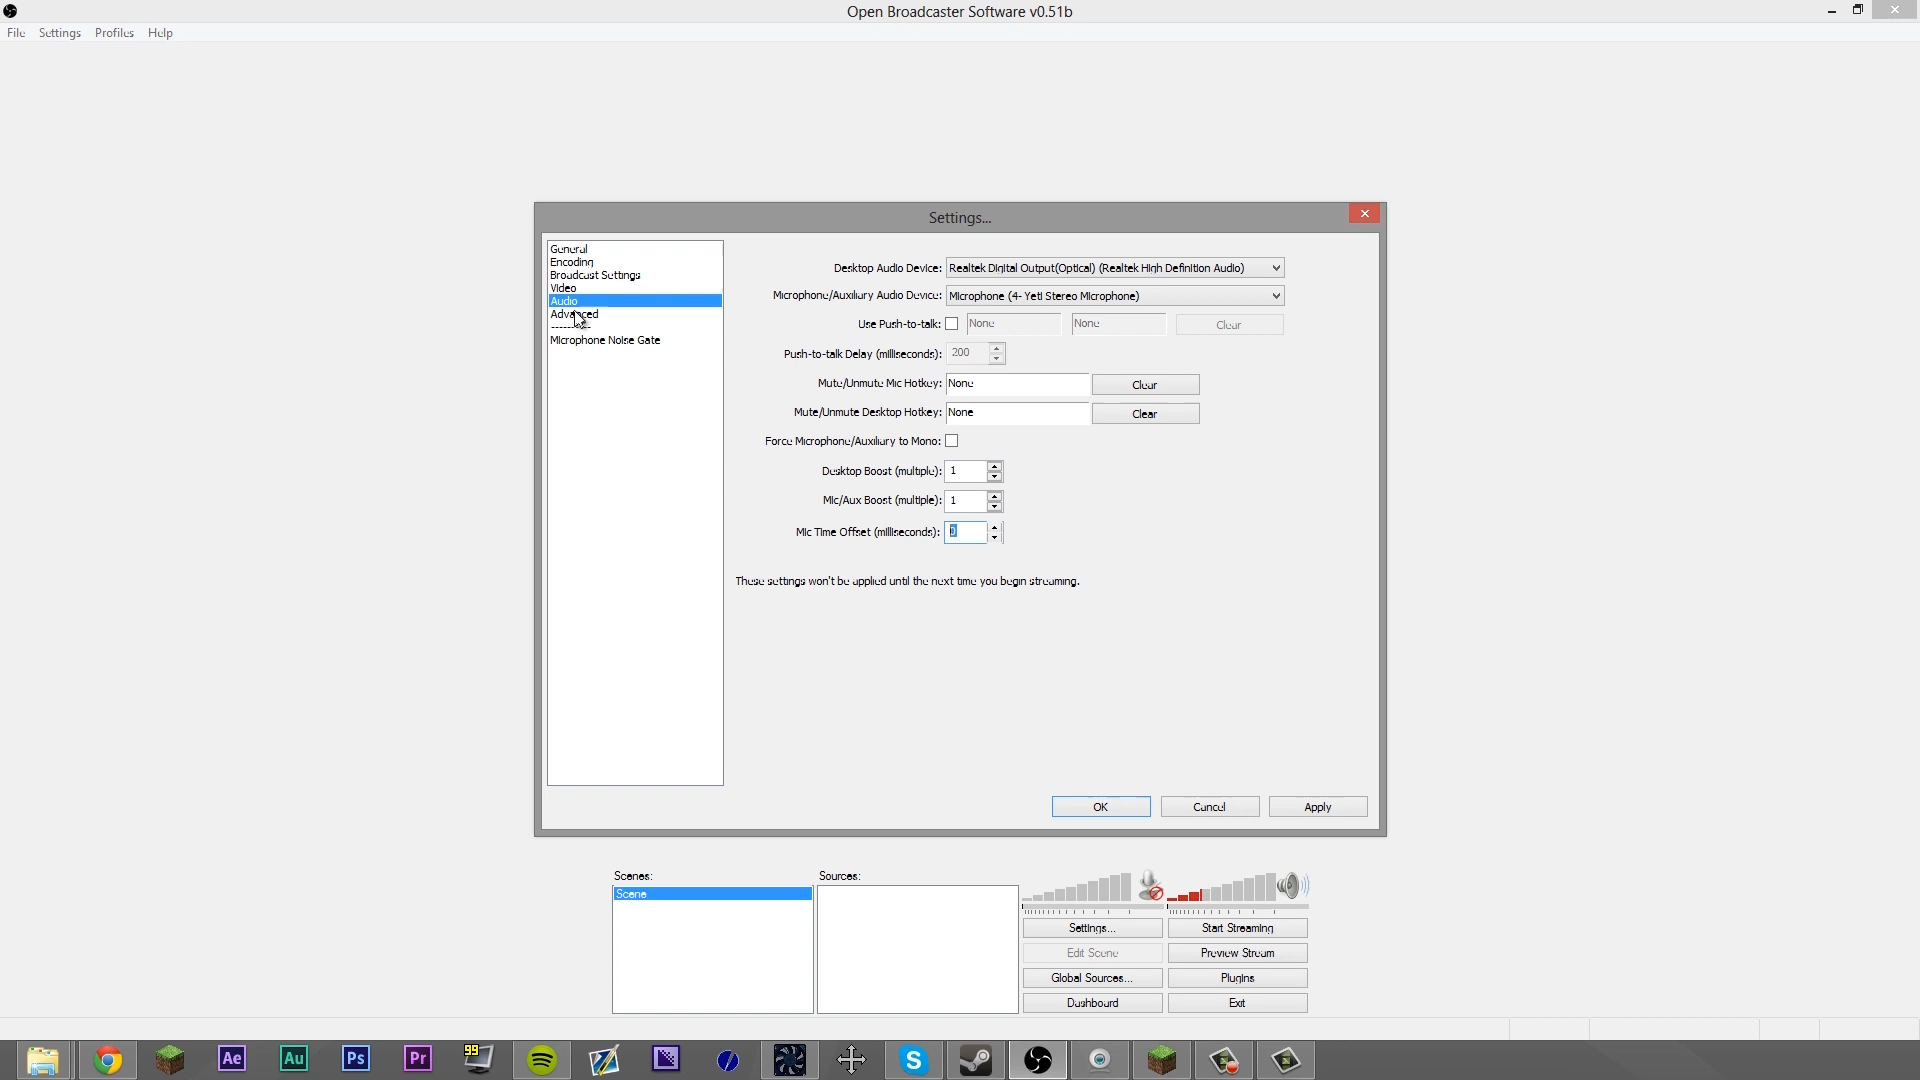 Open Broadcaster Software v0.51b
File Settings Profiles Help
Settings...
General
Encoding
Broadcast Settings
Video
Audio
Advanced
----------
Microphone Noise Gate
Desktop Audio Device: Realtek Digital Output(Optical) (Realtek High Definition Audio)
Microphone/Auxiliary Audio Device: Microphone (4- Yeti Stereo Microphone)
Use Push-to-talk: None None Clear
Push-to-talk Delay (milliseconds): 200
Mute/Unmute Mic Hotkey: None Clear
Mute/Unmute Desktop Hotkey: None Clear
Force Microphone/Auxiliary to Mono:
Desktop Boost (multiple): 1
Mic/Aux Boost (multiple): 1
Mic Time Offset (milliseconds): 0
These settings won't be applied until the next time you begin streaming.
OK Cancel Apply
Scenes: Sources:
Scene
Settings... Start Streaming
Edit Scene Preview Stream
Global Sources... Plugins
Dashboard Exit
99
Ae Au Ps Pr